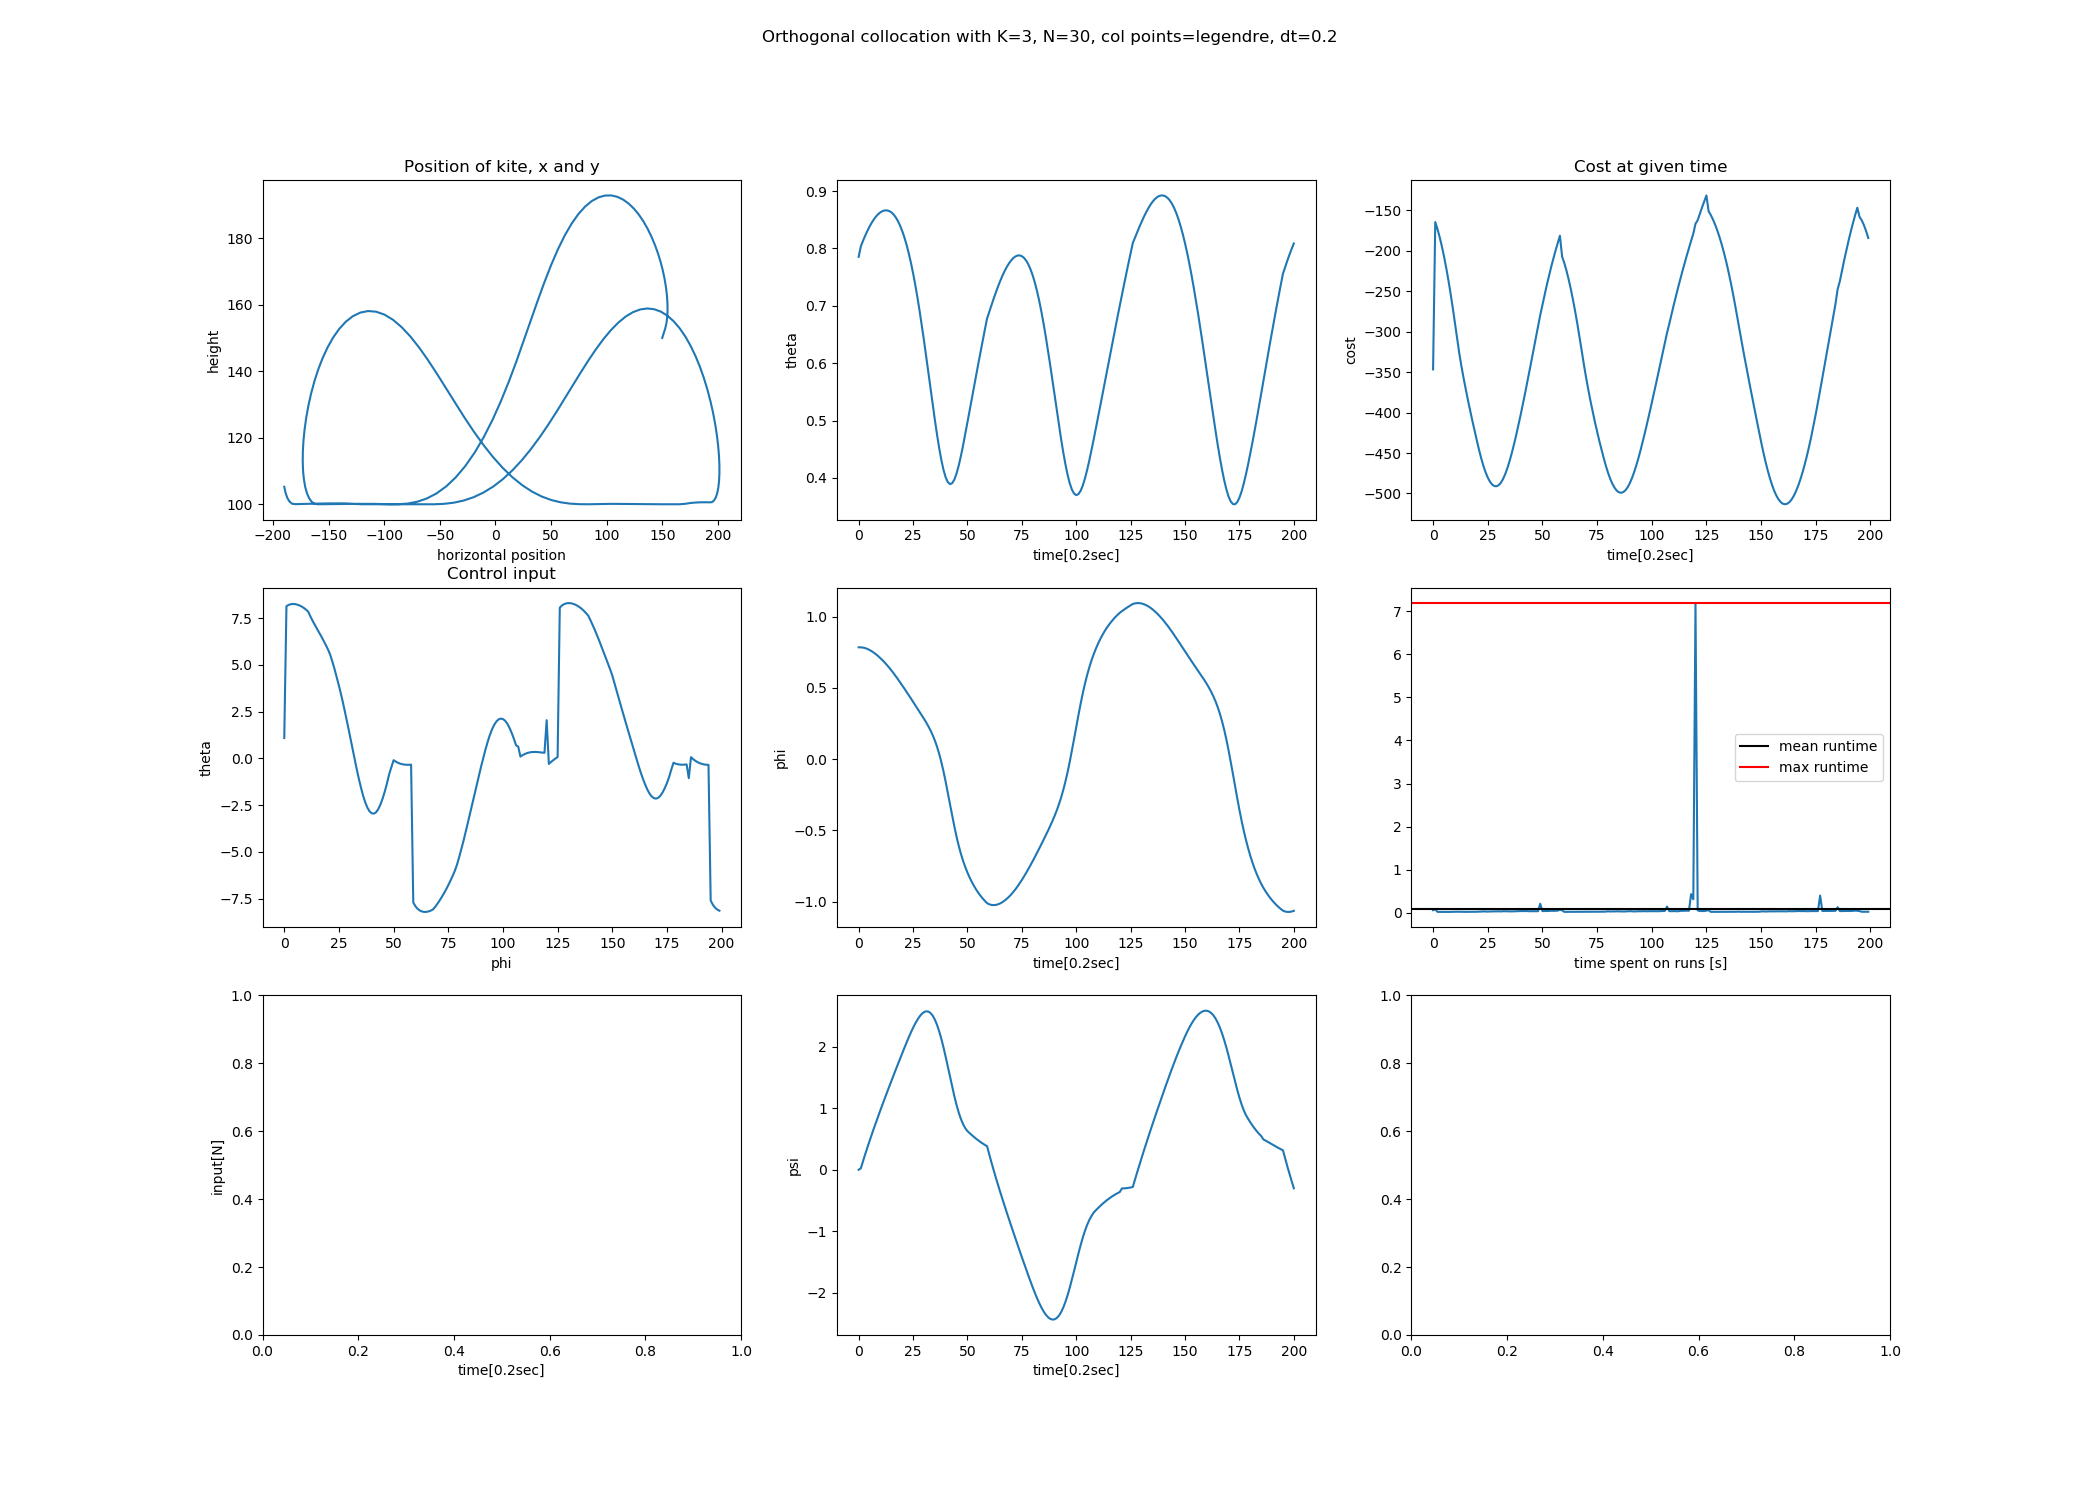 Orthogonal collocation with K=3, N=30, col points=legendre, dt=0.2
Position of kite, x and y
height
180
160
140
120
100
−200 −150 −100 −50 0 50 100 150 200
horizontal position
theta
0.9
0.8
0.7
0.6
0.5
0.4
0 25 50 75 100 125 150 175 200
time[0.2sec]
Cost at given time
cost
−150
−200
−250
−300
−350
−400
−450
−500
0 25 50 75 100 125 150 175 200
time[0.2sec]
Control input
theta
7.5
5.0
2.5
0.0
−2.5
−5.0
−7.5
0 25 50 75 100 125 150 175 200
phi
phi
1.0
0.5
0.0
−0.5
−1.0
0 25 50 75 100 125 150 175 200
time[0.2sec]
7
6
5
4
3
2
1
0
mean runtime
max runtime
0 25 50 75 100 125 150 175 200
time spent on runs [s]
input[N]
1.0
0.8
0.6
0.4
0.2
0.0
0.0 0.2 0.4 0.6 0.8 1.0
time[0.2sec]
psi
2
1
0
−1
−2
0 25 50 75 100 125 150 175 200
time[0.2sec]
1.0
0.8
0.6
0.4
0.2
0.0
0.0 0.2 0.4 0.6 0.8 1.0